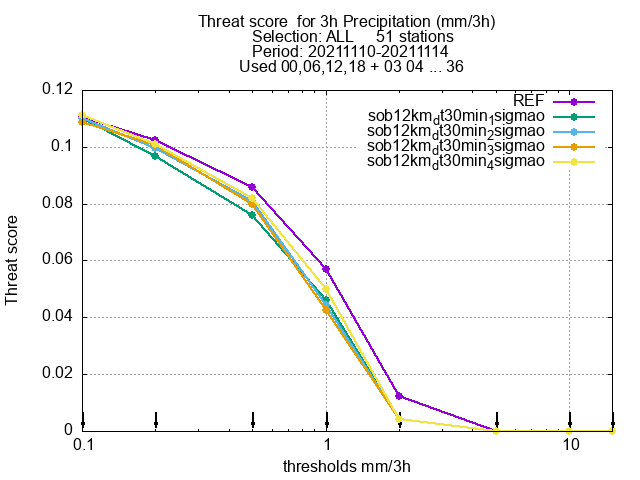 Threat score  for 3h Precipitation (mm/3h)
Selection: ALL     51 stations
Period: 20211110-20211114
Used 00,06,12,18 + 03 04 ... 36
REF
sob12km_dt30min_1sigmao
sob12km_dt30min_2sigmao
sob12km_dt30min_3sigmao
sob12km_dt30min_4sigmao
0.12
0.1
0.08
0.06
0.04
0.02
0
Threat score
0.1 1 10
thresholds mm/3h